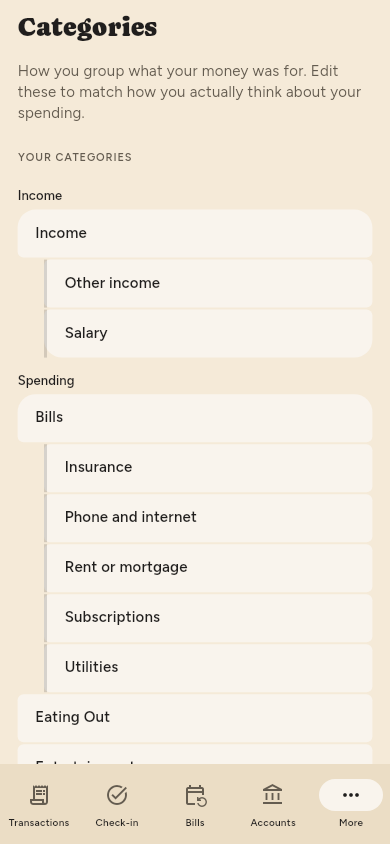 Categories
How you group what your money was for. Edit
these to match how you actually think about your
spending.
YOUR CATEGORIES
Income
Income
Other income
Salary
Spending
Bills
Insurance
Phone and internet
Rent or mortgage
Subscriptions
Utilities
Eating Out
Transactions
Check-in
Bills
Accounts
More